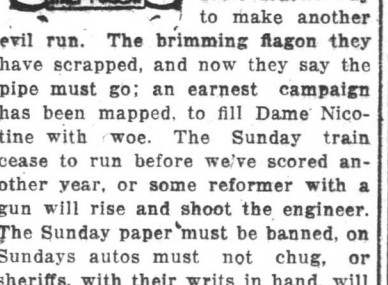 to make another
evil run. The brimming flagon they
have scrapped, and now they say the
pipe must go; an earnest campaign
has been mapped, to fill Dame Nico-
tine with woe. The Sunday train
cease to run before we've scored an-
other year, or some reformer with a
gun will rise and shoot the engineer.
The Sunday paper must be banned, on
Sundays autos must not chug, or
sheriffs, with their writs in hand, will